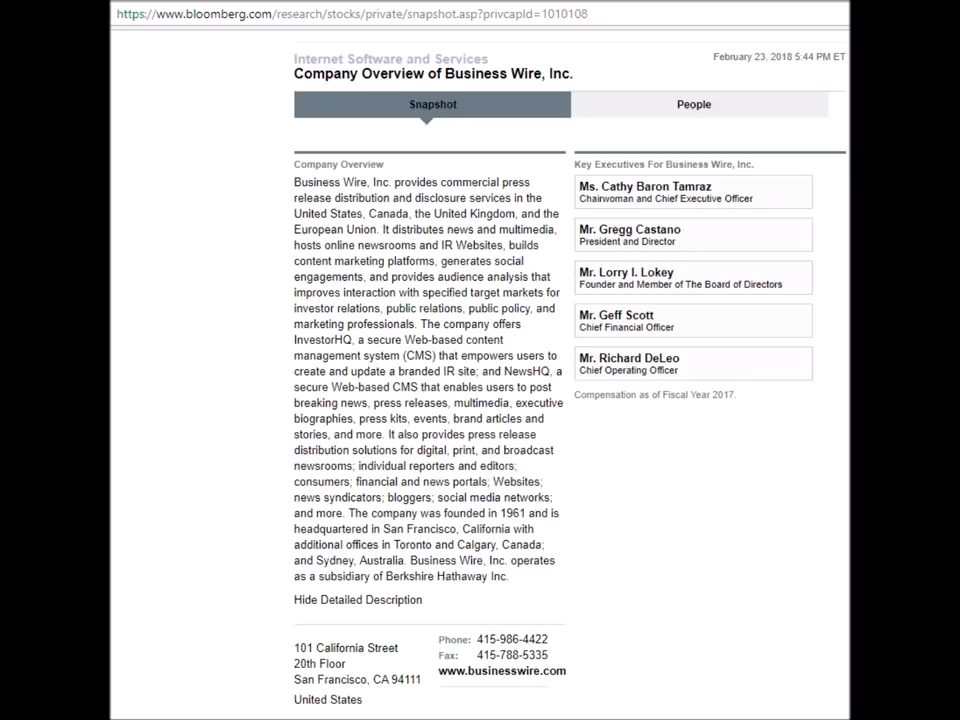 https://www.bloomberg.com/research/stocks/private/snapshot.asp?privcapId=1010108
Internet Software and Services
February 23, 2018 5:44 PM ET
Company Overview of Business Wire, Inc.
Snapshot
People
Company Overview
Business Wire, Inc. provides commercial press
release distribution and disclosure services in the
United States, Canada, the United Kingdom, and the
European Union. It distributes news and multimedia,
hosts online newsrooms and IR Websites, builds
content marketing platforms, generates social
engagements, and provides audience analysis that
improves interaction with specified target markets for
investor relations, public relations, public policy, and
marketing professionals. The company offers
InvestorHQ, a secure Web-based content
management system (CMS) that empowers users to
create and update a branded IR site; and NewsHQ, a
secure Web-based CMS that enables users to post
breaking news, press releases, multimedia, executive
biographies, press kits, events, brand articles and
stories, and more. It also provides press release
distribution solutions for digital, print, and broadcast
newsrooms; individual reporters and editors;
consumers; financial and news portals; Websites;
news syndicators; bloggers; social media networks;
and more. The company was founded in 1961 and is
headquartered in San Francisco, California with
additional offices in Toronto and Calgary, Canada;
and Sydney, Australia. Business Wire, Inc. operates
as a subsidiary of Berkshire Hathaway Inc.
Hide Detailed Description
101 California Street
20th Floor
San Francisco, CA 94111
United States
Phone: 415-986-4422
Fax: 415-788-5335
www.businesswire.com
Key Executives For Business Wire, Inc.
Ms. Cathy Baron Tamraz
Chairwoman and Chief Executive Officer
Mr. Gregg Castano
President and Director
Mr. Lorry I. Lokey
Founder and Member of The Board of Directors
Mr. Geff Scott
Chief Financial Officer
Mr. Richard DeLeo
Chief Operating Officer
Compensation as of Fiscal Year 2017.